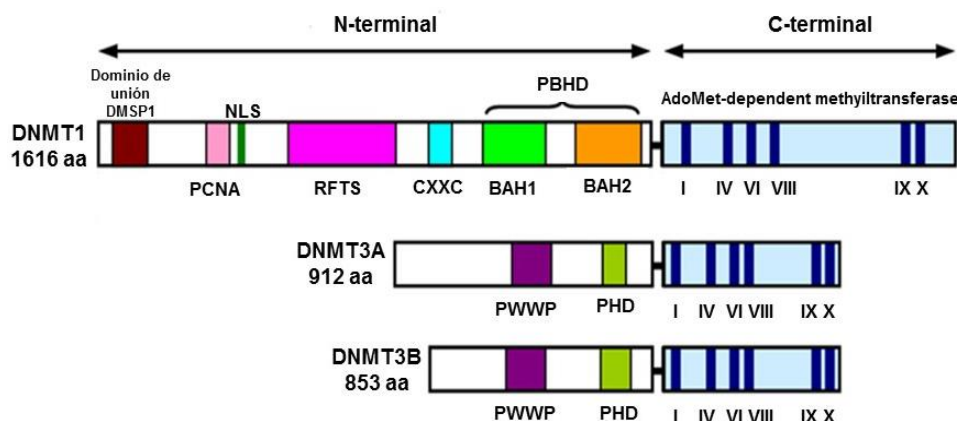 N-terminal
C-terminal
Dominio de
unión
DMSP1
NLS
PBHD
AdoMet-dependent methyiltransferase
DNMT1
1616 aa
PCNA
RFTS
CXXC
BAH1
BAH2
I IV VI VIII IX X
DNMT3A
912 aa
PWWP
PHD
I IV VI VIII IX X
DNMT3B
853 aa
PWWP
PHD
I IV VI VIII IX X